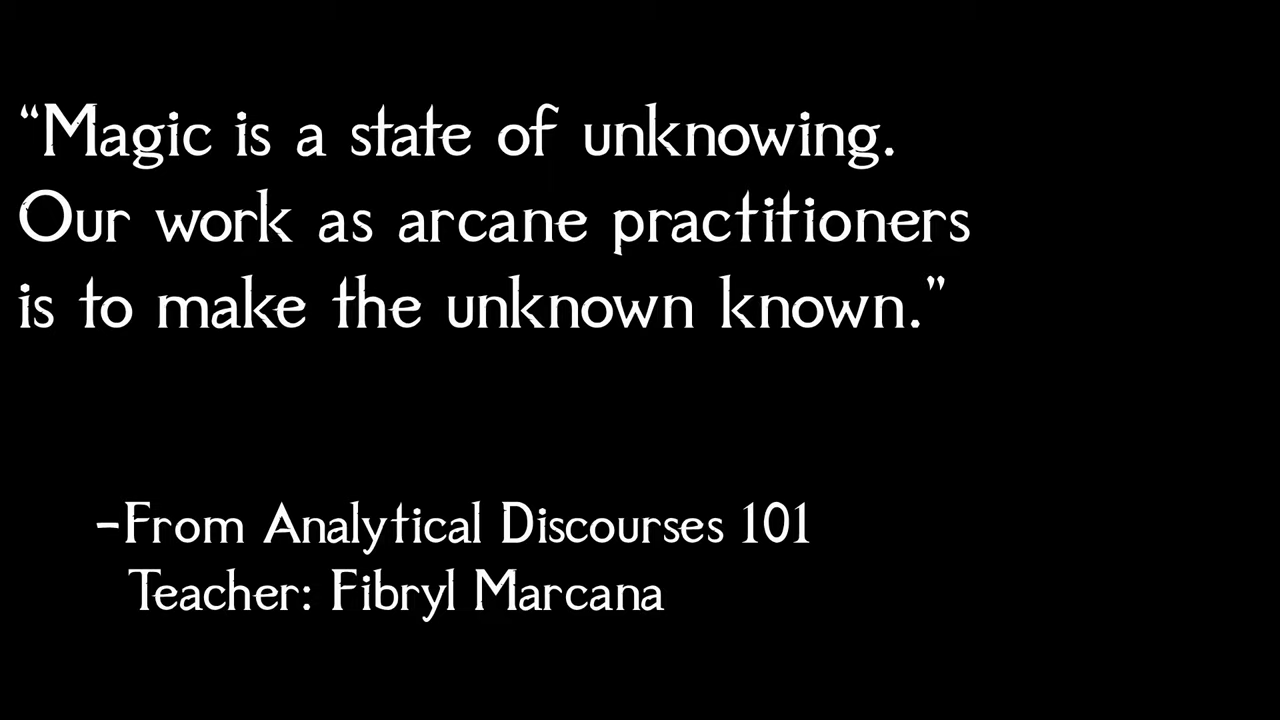 “Magic is a state of unknowing.
Our work as arcane practitioners
is to make the unknown known.”
-From Analytical Discourses 101
Teacher: Fibryl Marcana